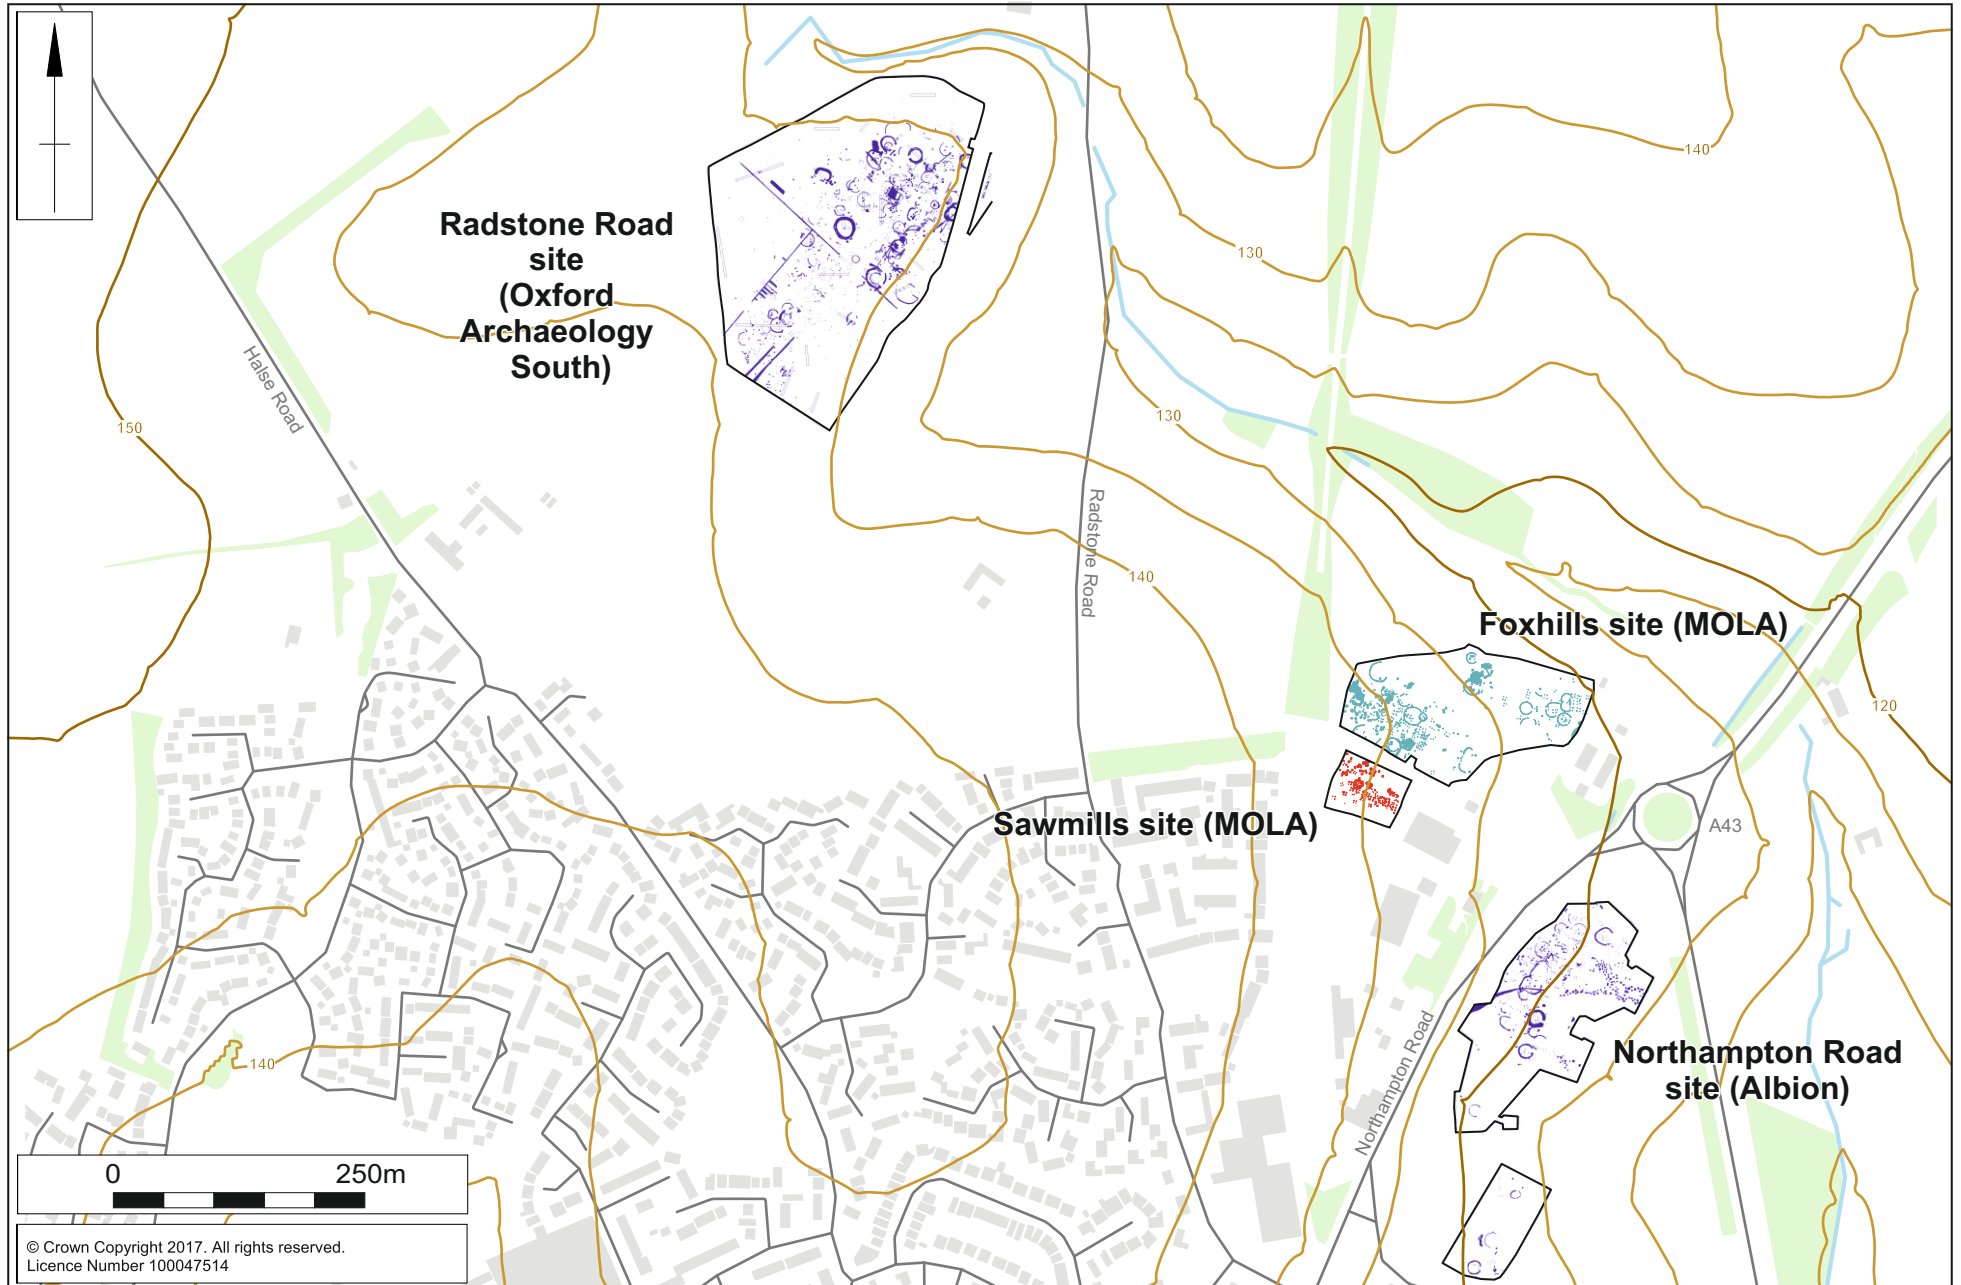 140
130
Radstone Road
site
(Oxford
Archaeology
South)
Halse Road
150
130
Radstone Road
140
Foxhills site (MOLA)
120
Sawmills site (MOLA)
A43
Northampton Road
Northampton Road
site (Albion)
140
0 250m
© Crown Copyright 2017. All rights reserved.
Licence Number 100047514